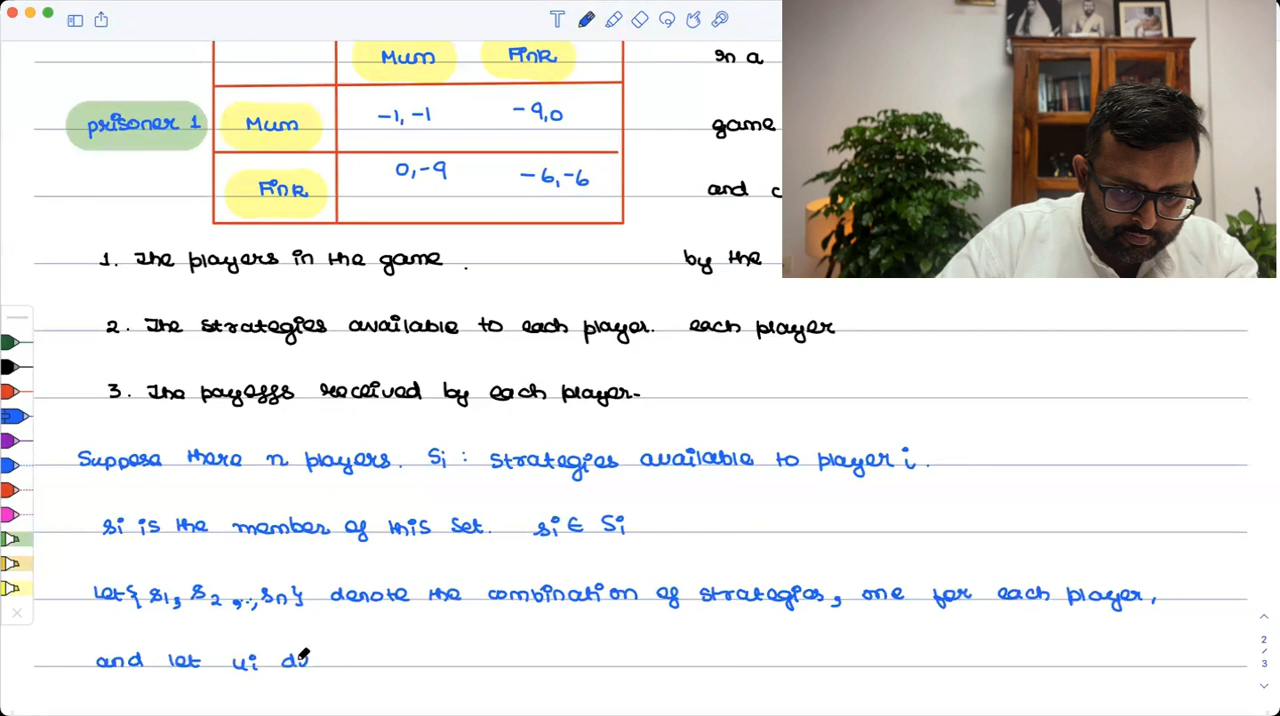 Mum Fink In a
prisoner 1 Mum -1, -1 -9,0 game
Fink 0, -9 -6, -6 and c
1. The players in the game . by the
2. The strategies available to each player. each player
3. The payoffs received by each player.
Suppose there n players. Si : strategies available to player i.
si is the member of this set. si ∈ Si
let{ s1, s2, ..., sn} denote the combination of strategies, one for each player,
and let ui de
2
/
3